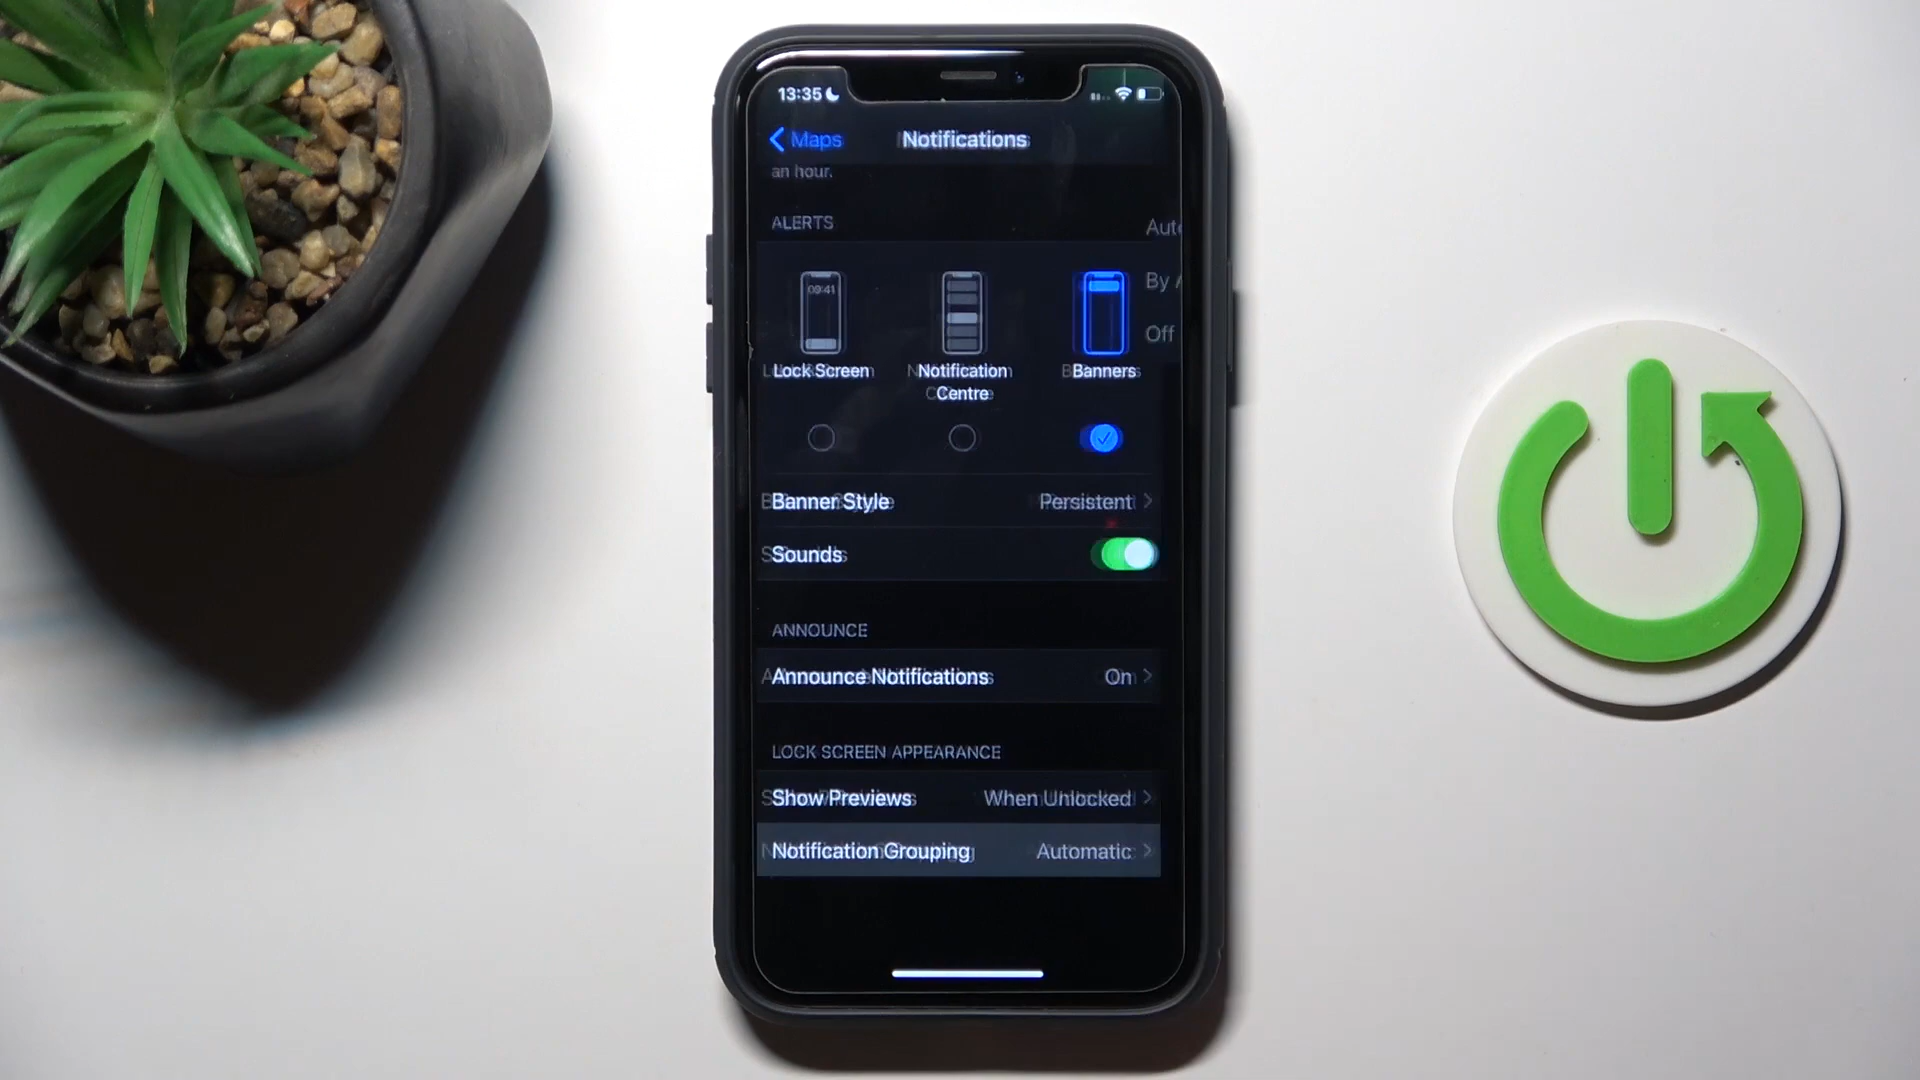 13:35
Maps Notifications
an hour.
ALERTS
09:41
Lock Screen Notification Centre Banners
Banner Style Persistent
Sounds
ANNOUNCE
Announce Notifications On
LOCK SCREEN APPEARANCE
Show Previews When Unlocked
Notification Grouping Automatic
Off